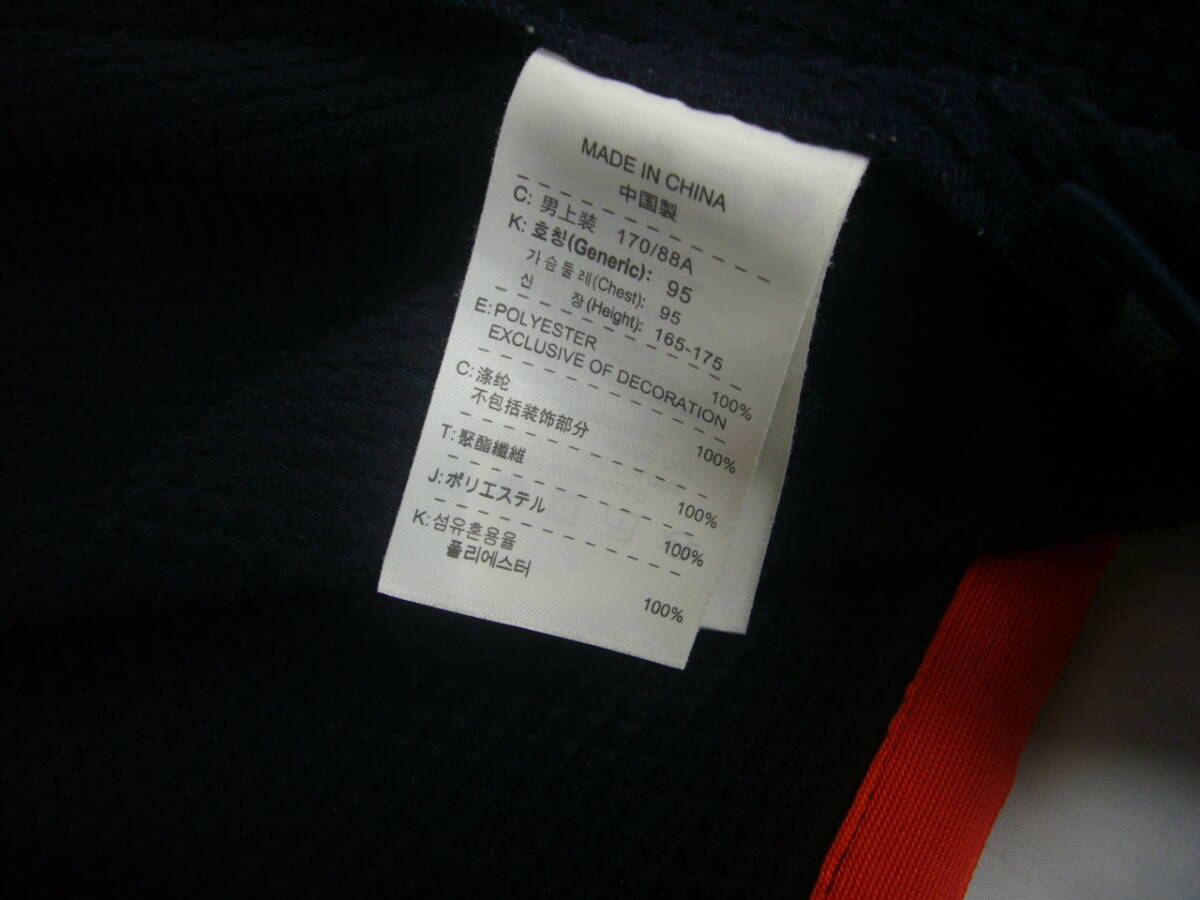 MADE IN CHINA
中国製
C: 男上装 170/88A
K: 호칭(Generic): 95
가슴둘레(Chest): 95
신 장(Height): 165-175
E: POLYESTER 100%
EXCLUSIVE OF DECORATION
C: 涤纶 100%
不包括装饰部分
T: 聚酯纖維 100%
J: ポリエステル 100%
K: 섬유혼용율
폴리에스터 100%